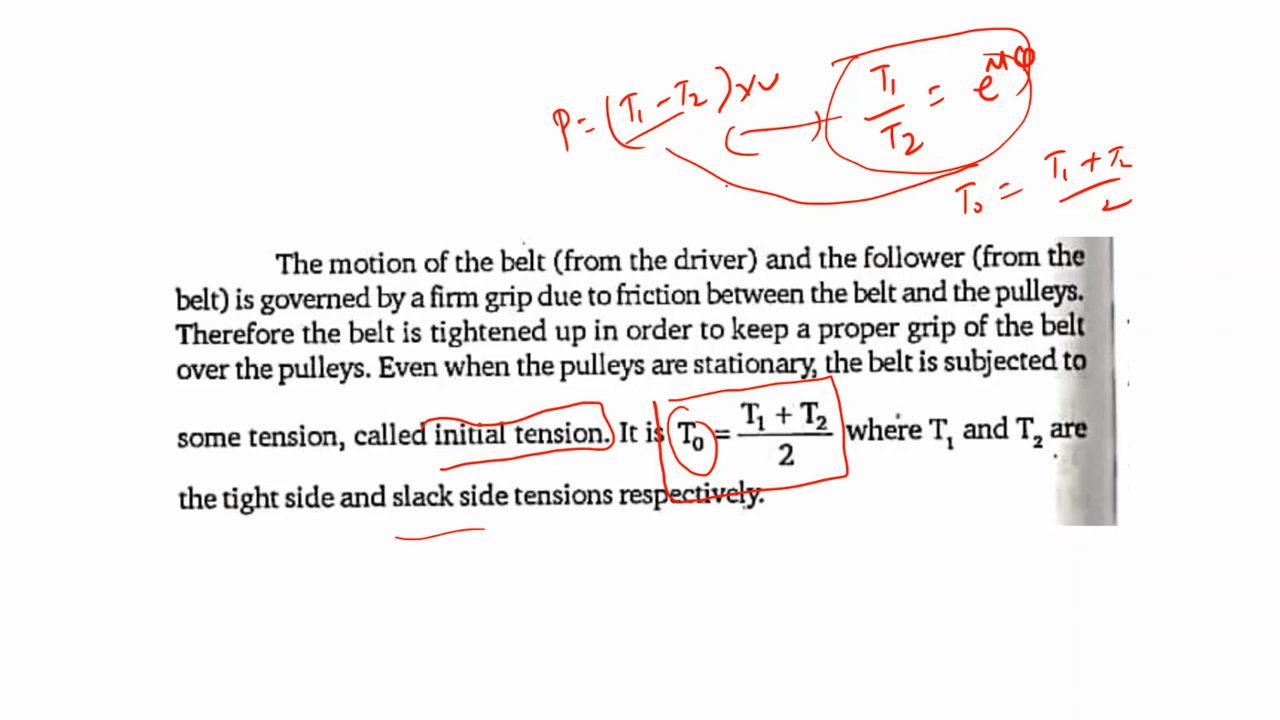 P = (T1 - T2) x v
T1/T2 = e^μφ
T0 = T1 + T2 / 2
The motion of the belt (from the driver) and the follower (from the
belt) is governed by a firm grip due to friction between the belt and the pulleys.
Therefore the belt is tightened up in order to keep a proper grip of the belt
over the pulleys. Even when the pulleys are stationary, the belt is subjected to
some tension, called initial tension. It is T0 = T1 + T2 / 2 where T1 and T2 are
the tight side and slack side tensions respectively.